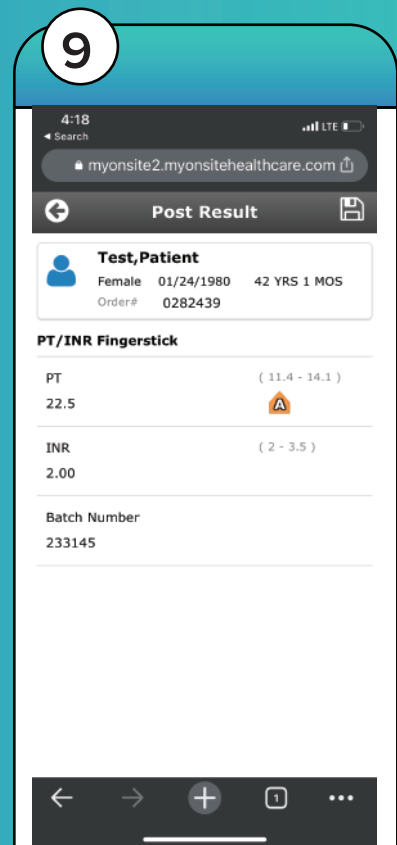 9
4:18
LTE
◄ Search
myonsite2.myonsitehealthcare.com
Post Result
Test,Patient
Female 01/24/1980 42 YRS 1 MOS
Order# 0282439
PT/INR Fingerstick
PT ( 11.4 - 14.1 )
22.5 A
INR ( 2 - 3.5 )
2.00
Batch Number
233145
1